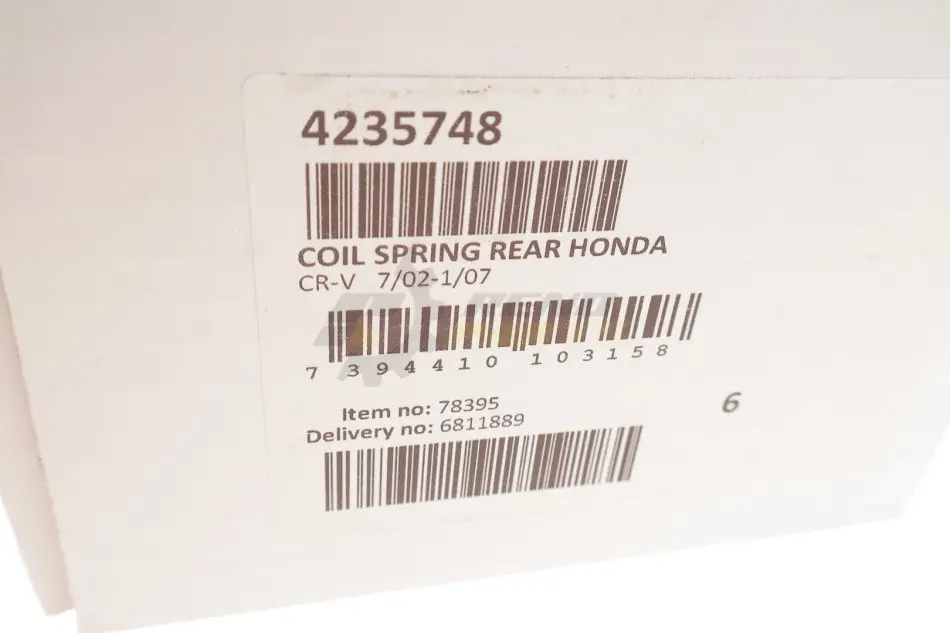 4235748
COIL SPRING REAR HONDA
CR-V 7/02-1/07
7 394410 103158
Item no: 78395
Delivery no: 6811889
6